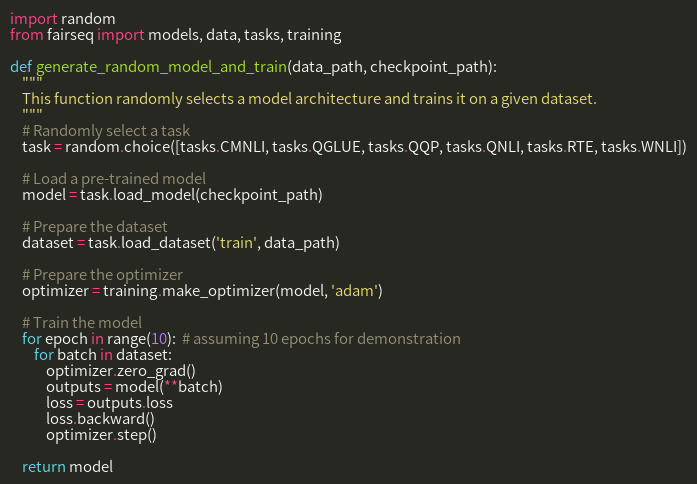 import random
from fairseq import models, data, tasks, training
def generate_random_model_and_train(data_path, checkpoint_path):
"""
This function randomly selects a model architecture and trains it on a given dataset.
"""
# Randomly select a task
task = random.choice([tasks.CMNLI, tasks.QGLUE, tasks.QQP, tasks.QNLI, tasks.RTE, tasks.WNLI])
# Load a pre-trained model
model = task.load_model(checkpoint_path)
# Prepare the dataset
dataset = task.load_dataset('train', data_path)
# Prepare the optimizer
optimizer = training.make_optimizer(model, 'adam')
# Train the model
for epoch in range(10):  # assuming 10 epochs for demonstration
for batch in dataset:
optimizer.zero_grad()
outputs = model(**batch)
loss = outputs.loss
loss.backward()
optimizer.step()
return model